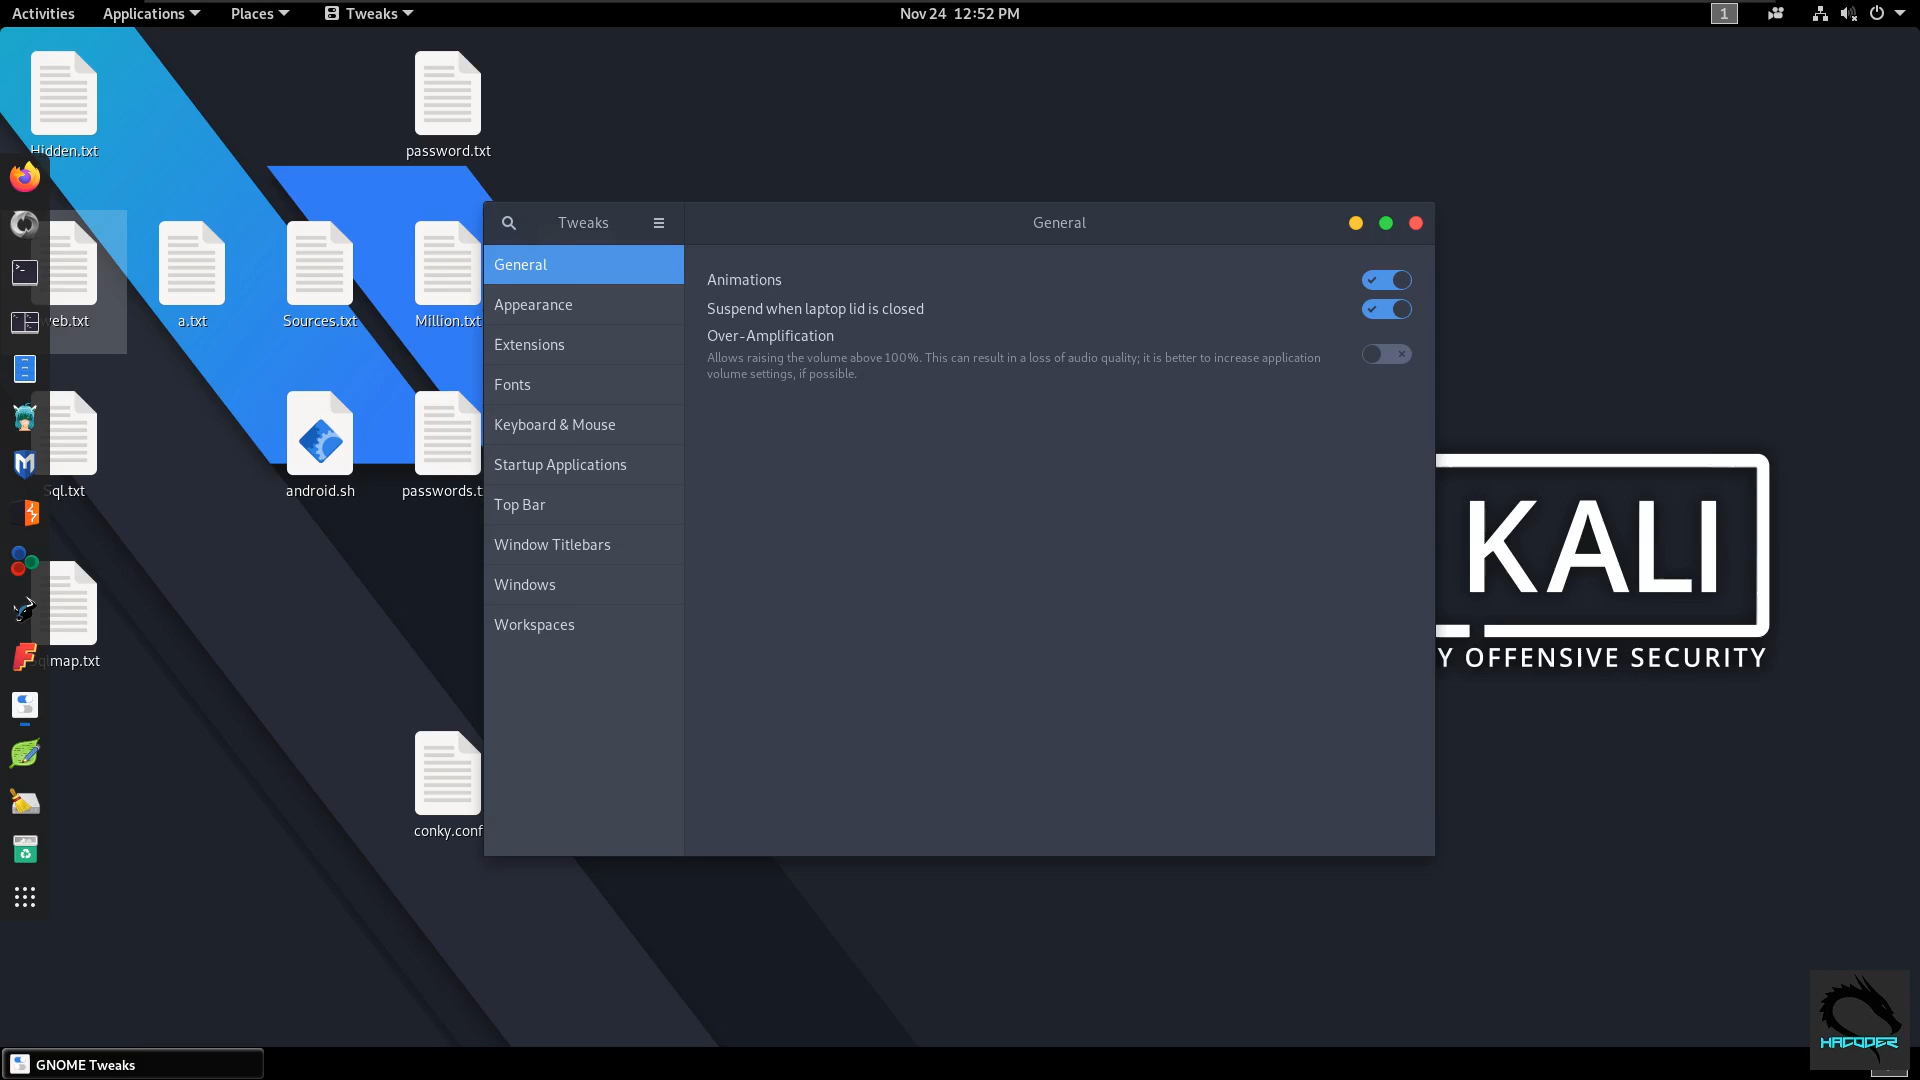 Activities Applications Places Tweaks Nov 24 12:52 PM 1
Hidden.txt
password.txt
web.txt
a.txt
Sources.txt
Million.txt
Sql.txt
android.sh
passwords.t
qlmap.txt
conky.conf
Tweaks
General
General
Appearance
Extensions
Fonts
Keyboard & Mouse
Startup Applications
Top Bar
Window Titlebars
Windows
Workspaces
Animations
Suspend when laptop lid is closed
Over-Amplification
Allows raising the volume above 100%. This can result in a loss of audio quality; it is better to increase application
volume settings, if possible.
KALI
Y OFFENSIVE SECURITY
HACODER
GNOME Tweaks